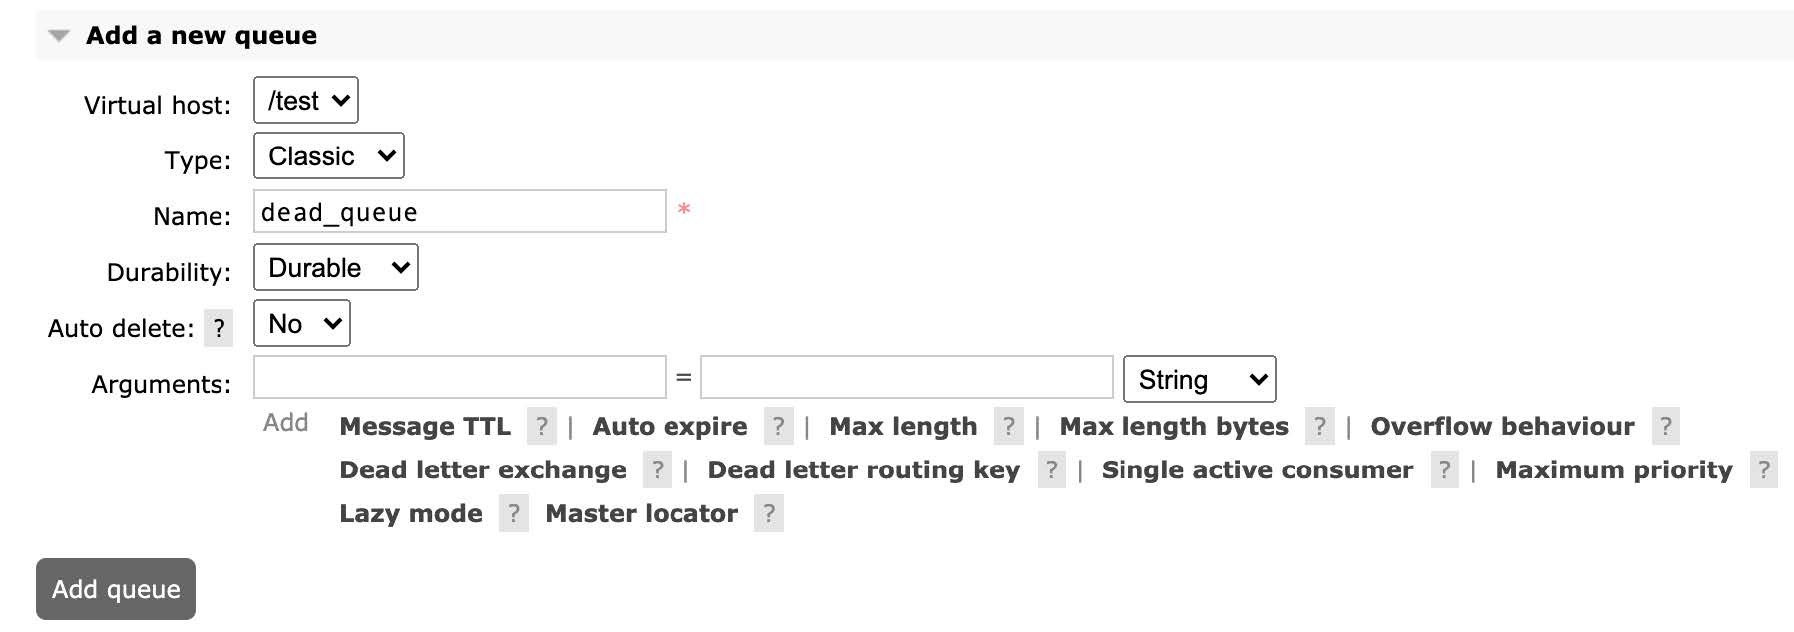 Add a new queue
Virtual host: /test
Type: Classic
Name: dead_queue *
Durability: Durable
Auto delete: ? No
Arguments: = String
Add Message TTL ? | Auto expire ? | Max length ? | Max length bytes ? | Overflow behaviour ?
Dead letter exchange ? | Dead letter routing key ? | Single active consumer ? | Maximum priority ?
Lazy mode ? Master locator ?
Add queue